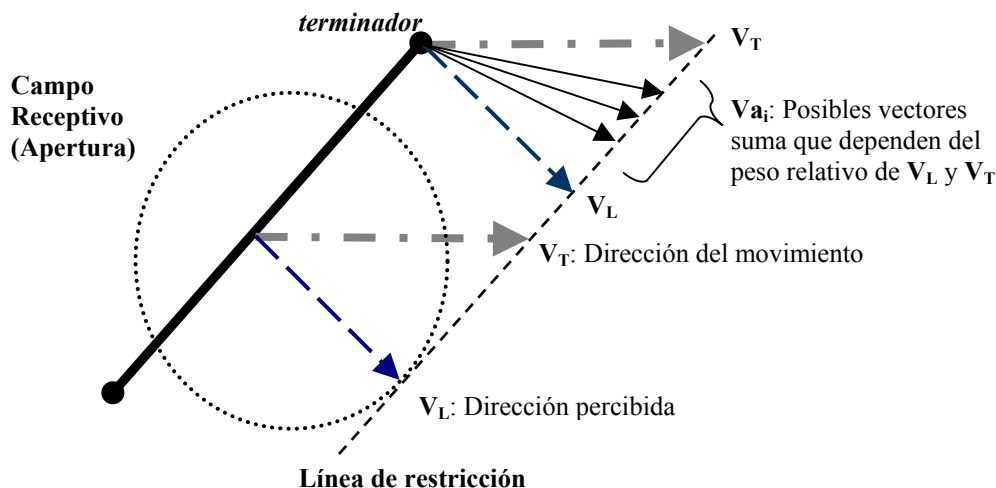 terminador
V_T
Campo
Receptivo
(Apertura)
Va_i: Posibles vectores
suma que dependen del
peso relativo de V_L y V_T
V_L
V_T: Dirección del movimiento
V_L: Dirección percibida
Línea de restricción